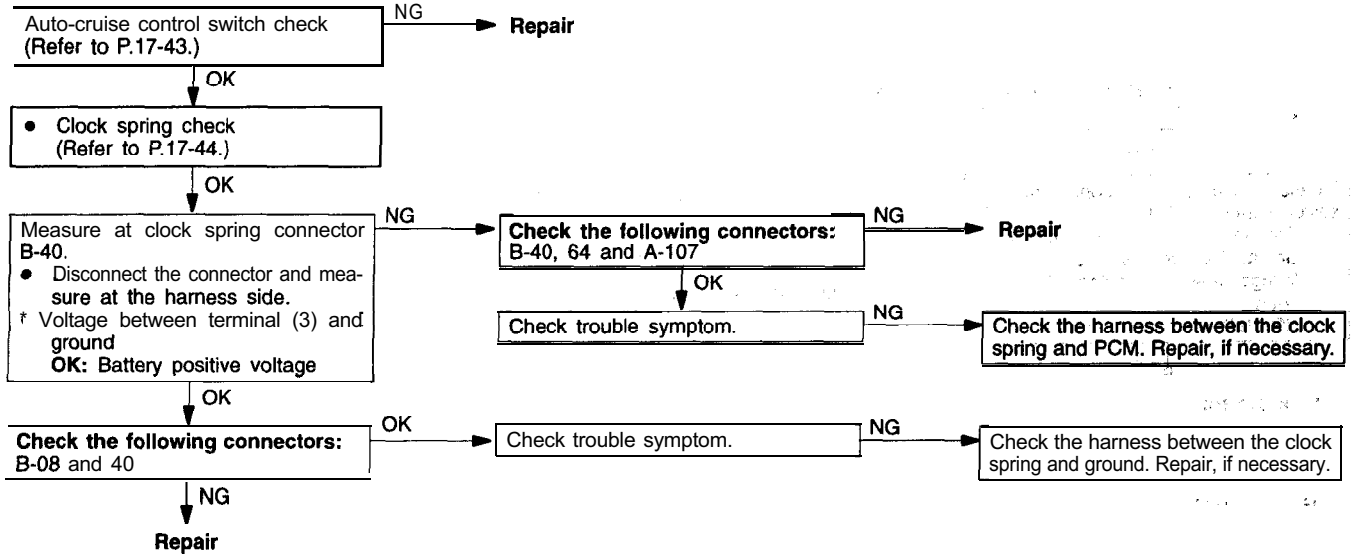 Auto-cruise control switch check
(Refer to P.17-43.)
NG
Repair
OK
● Clock spring check
(Refer to P.17-44.)
OK
Measure at clock spring connector
B-40.
● Disconnect the connector and mea-
sure at the harness side.
Voltage between terminal (3) and
ground
OK: Battery positive voltage
NG
Check the following connectors:
B-40, 64 and A-107
NG
Repair
OK
Check trouble symptom.
NG
Check the harness between the clock
spring and PCM. Repair, if necessary.
OK
Check the following connectors:
B-08 and 40
OK
Check trouble symptom.
NG
Check the harness between the clock
spring and ground. Repair, if necessary.
NG
Repair